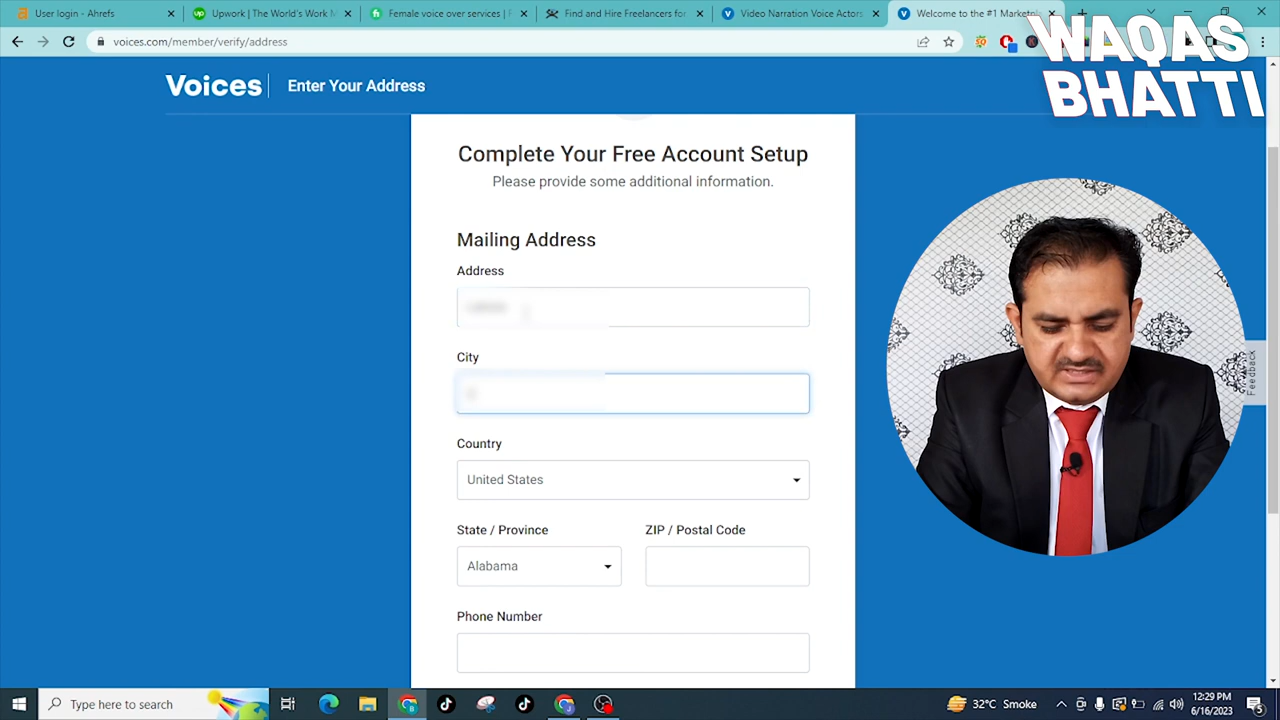 User login - Ahrefs
Upwork | The World's Work M
Female voice over services | F
Find and Hire Freelancers for
Video Narration Voice Actors
Welcome to the #1 Marketpl
voices.com/member/verify/address
WAQAS
BHATTI
Voices
Enter Your Address
Complete Your Free Account Setup
Please provide some additional information.
Mailing Address
Address
City
Country
United States
State / Province
ZIP / Postal Code
Alabama
Phone Number
Feedback
Type here to search
32°C Smoke
12:29 PM
6/16/2023